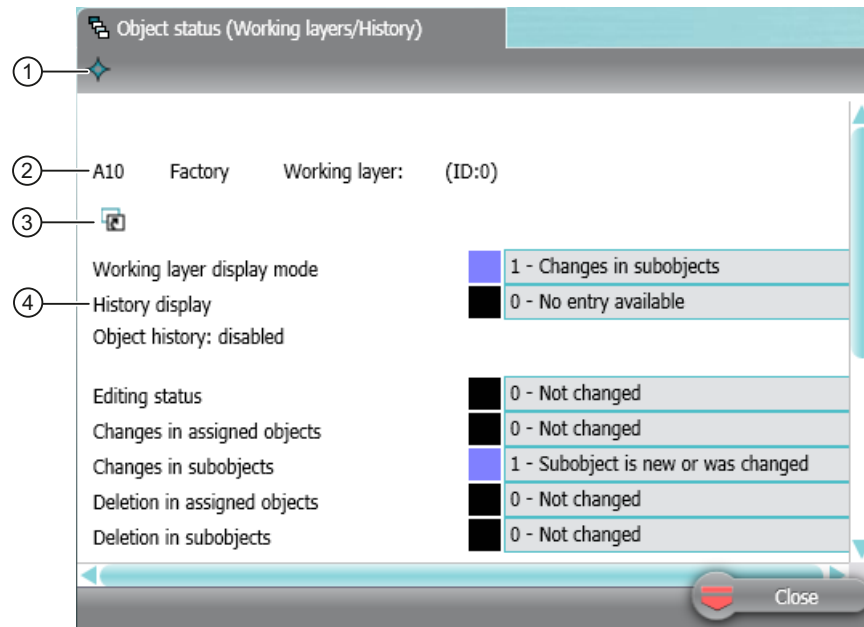 Object status (Working layers/History)
1
2 A10 Factory Working layer: (ID:0)
3
Working layer display mode 1 - Changes in subobjects
4 History display 0 - No entry available
Object history: disabled
Editing status 0 - Not changed
Changes in assigned objects 0 - Not changed
Changes in subobjects 1 - Subobject is new or was changed
Deletion in assigned objects 0 - Not changed
Deletion in subobjects 0 - Not changed
Close